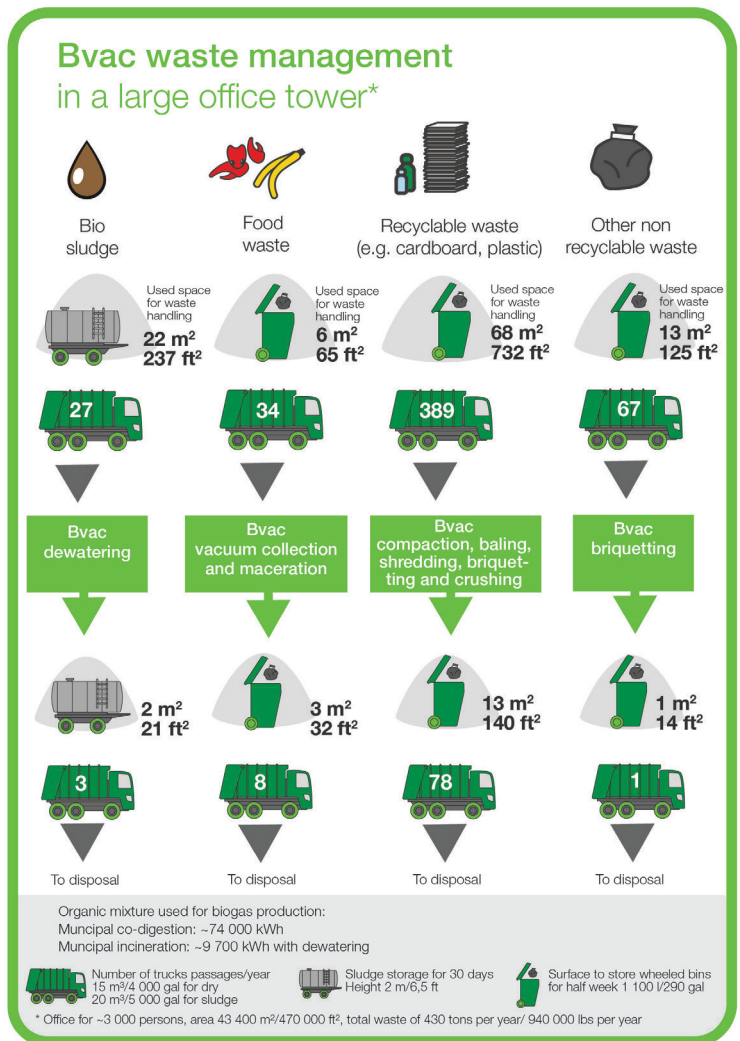 Bvac waste management
in a large office tower*
Bio
sludge
Food
waste
Recyclable waste
(e.g. cardboard, plastic)
Other non
recyclable waste
Used space
for waste
handling
22 m²
237 ft²
Used space
for waste
handling
6 m²
65 ft²
Used space
for waste
handling
68 m²
732 ft²
Used space
for waste
handling
13 m²
125 ft²
27
34
389
67
Bvac
dewatering
Bvac
vacuum collection
and maceration
Bvac
compaction, baling,
shredding, briquet-
ting and crushing
Bvac
briquetting
2 m²
21 ft²
3 m²
32 ft²
13 m²
140 ft²
1 m²
14 ft²
3
8
78
1
To disposal
To disposal
To disposal
To disposal
Organic mixture used for biogas production:
Muncipal co-digestion: ~74 000 kWh
Muncipal incineration: ~9 700 kWh with dewatering
Number of trucks passages/year
15 m³/4 000 gal for dry
20 m³/5 000 gal for sludge
Sludge storage for 30 days
Height 2 m/6,5 ft
Surface to store wheeled bins
for half week 1 100 l/290 gal
* Office for ~3 000 persons, area 43 400 m²/470 000 ft², total waste of 430 tons per year/ 940 000 lbs per year